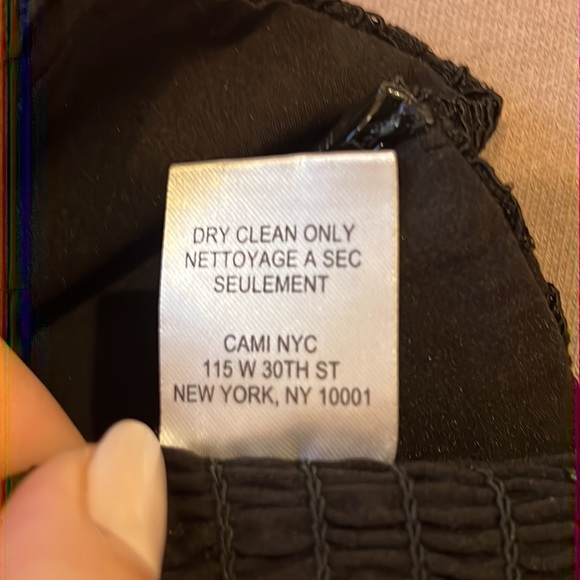 DRY CLEAN ONLY
NETTOYAGE A SEC
SEULEMENT
CAMI NYC
115 W 30TH ST
NEW YORK, NY 10001